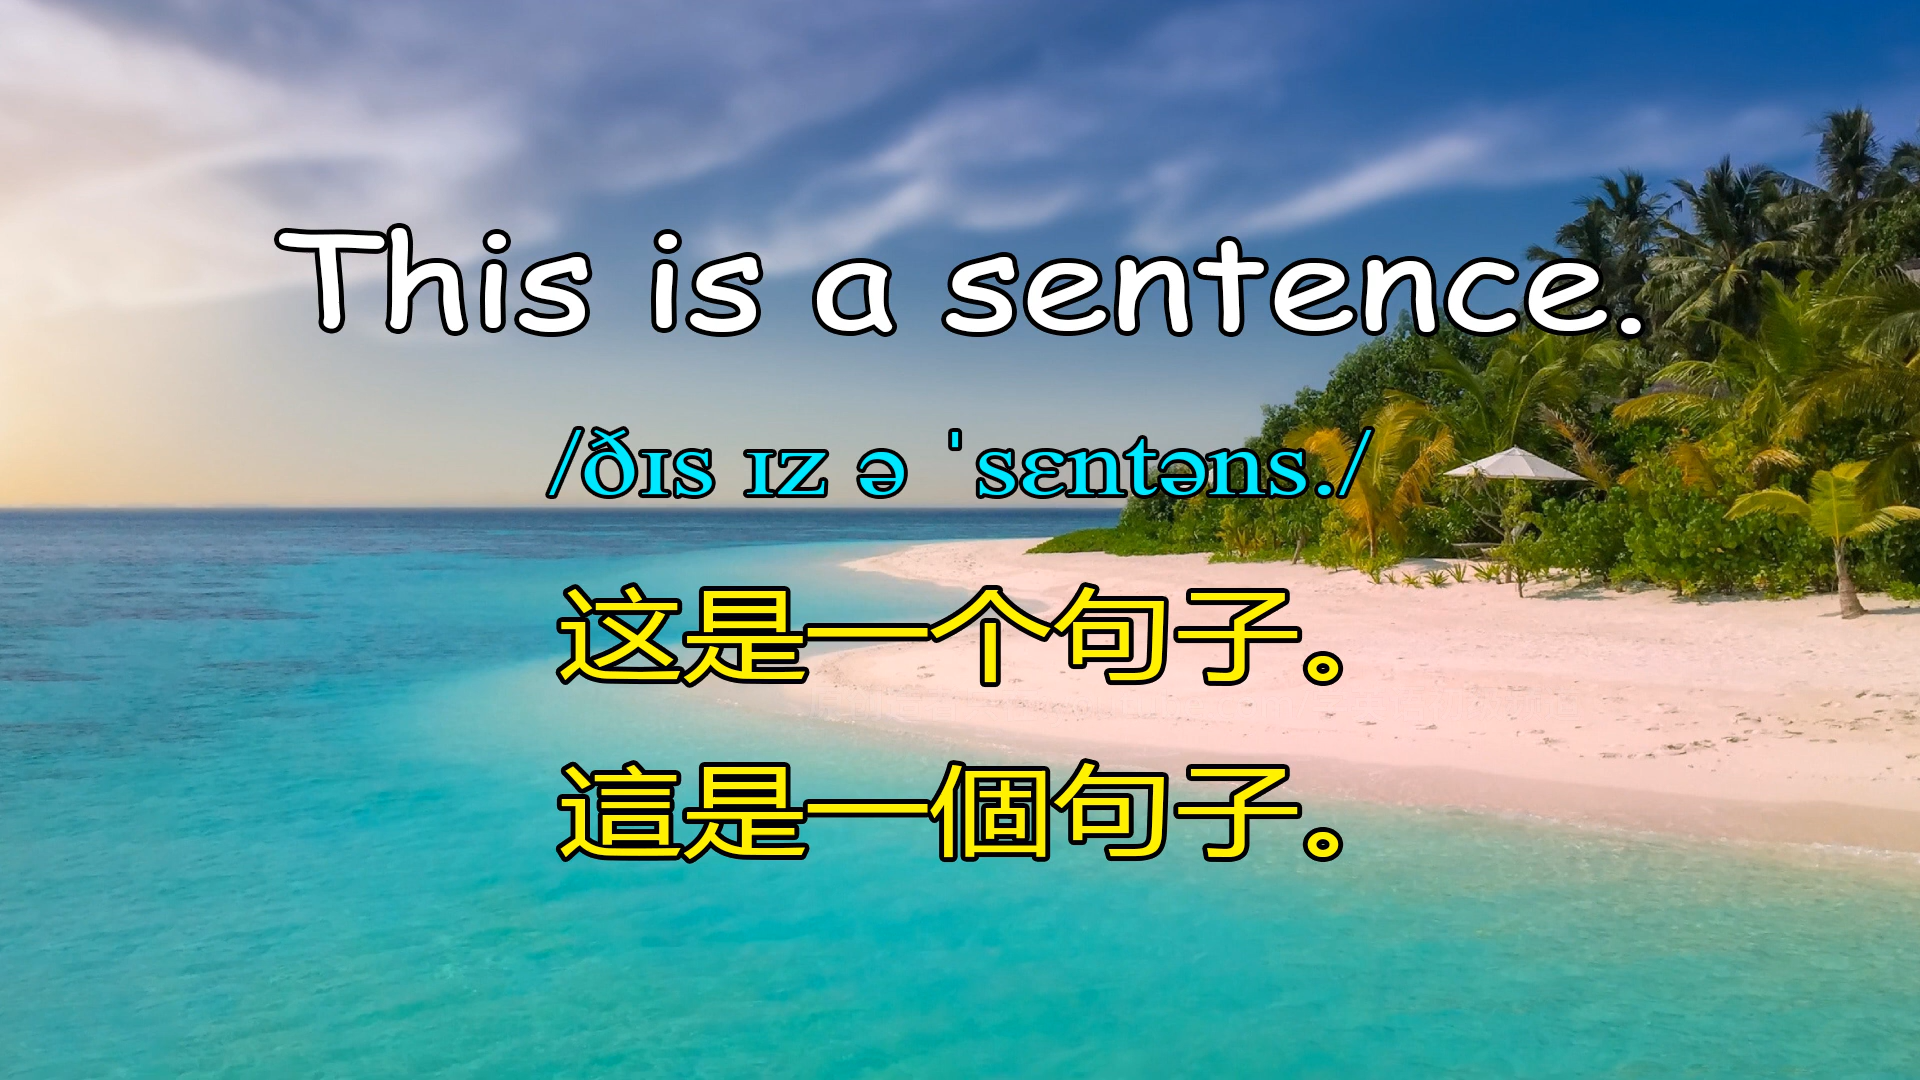 This is a sentence.
/ðɪs ɪz ə ˈsɛntəns./
这是一个句子。
這是一個句子。